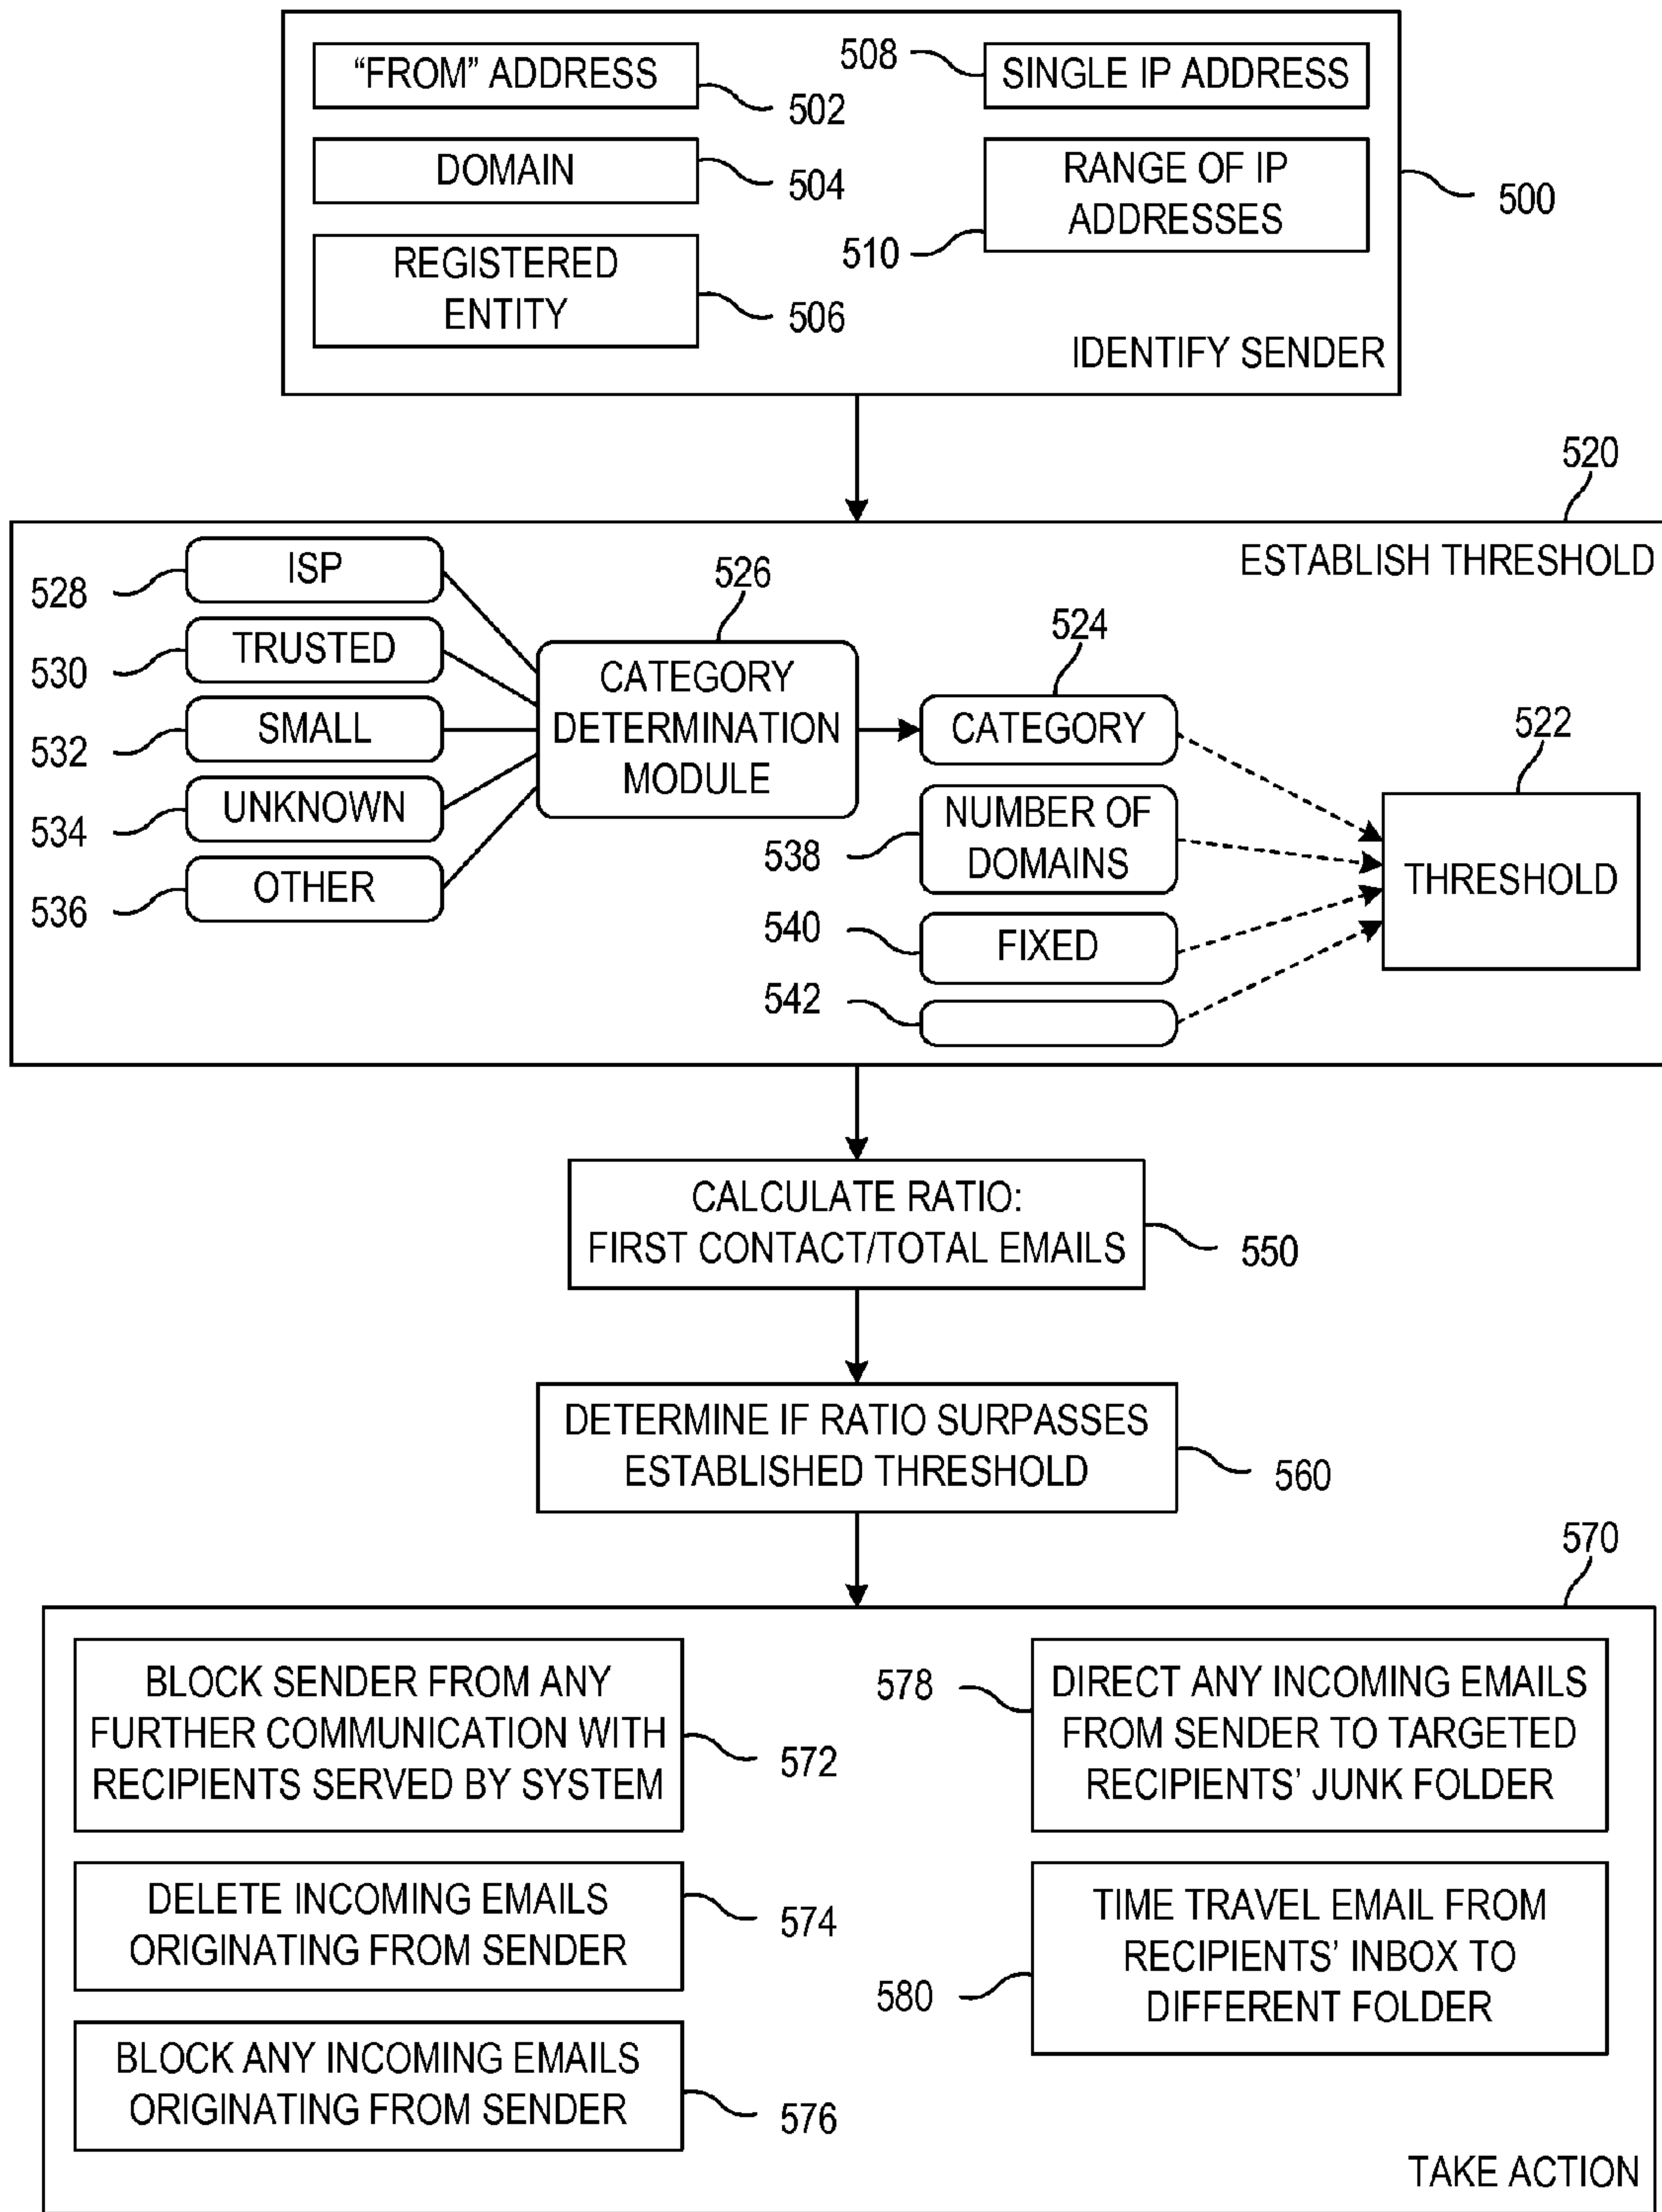 "FROM" ADDRESS
502
508
SINGLE IP ADDRESS
DOMAIN
504
RANGE OF IP
ADDRESSES
510
500
REGISTERED
ENTITY
506
IDENTIFY SENDER
520
ESTABLISH THRESHOLD
528
ISP
530
TRUSTED
532
SMALL
534
UNKNOWN
536
OTHER
526
CATEGORY
DETERMINATION
MODULE
524
CATEGORY
538
NUMBER OF
DOMAINS
540
FIXED
542
522
THRESHOLD
CALCULATE RATIO:
FIRST CONTACT/TOTAL EMAILS
550
DETERMINE IF RATIO SURPASSES
ESTABLISHED THRESHOLD
560
570
BLOCK SENDER FROM ANY
FURTHER COMMUNICATION WITH
RECIPIENTS SERVED BY SYSTEM
572
DELETE INCOMING EMAILS
ORIGINATING FROM SENDER
574
BLOCK ANY INCOMING EMAILS
ORIGINATING FROM SENDER
576
578
DIRECT ANY INCOMING EMAILS
FROM SENDER TO TARGETED
RECIPIENTS' JUNK FOLDER
580
TIME TRAVEL EMAIL FROM
RECIPIENTS' INBOX TO
DIFFERENT FOLDER
TAKE ACTION